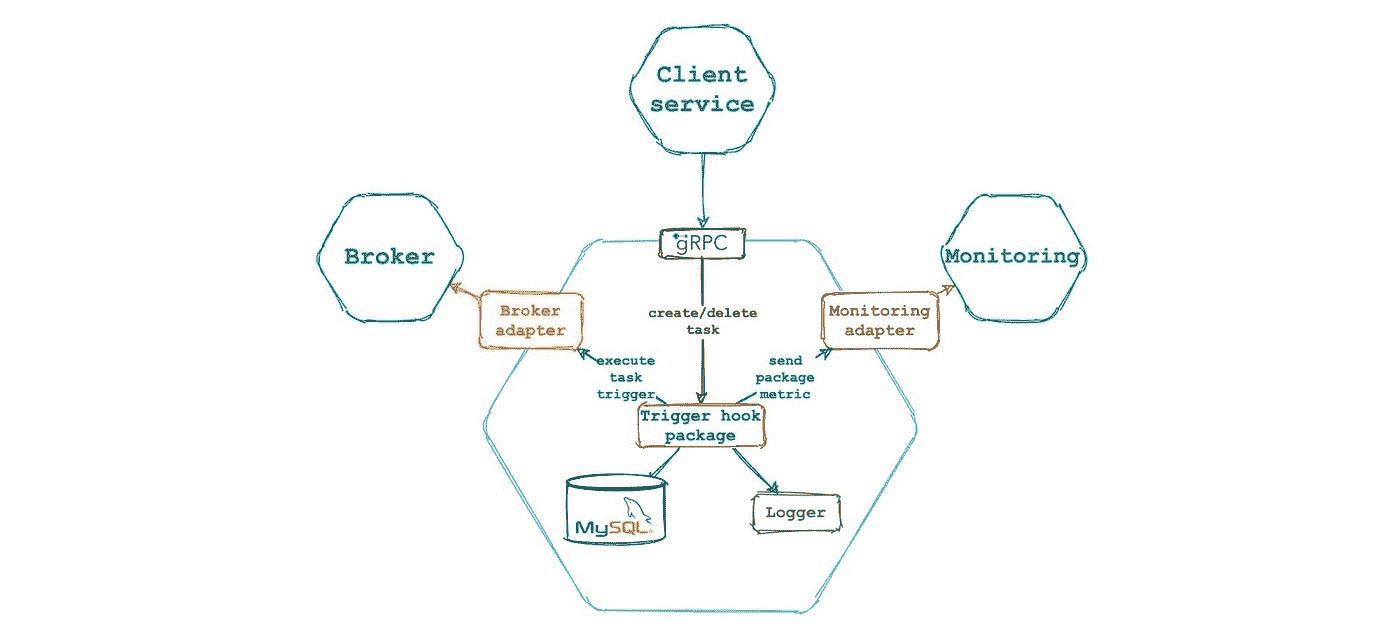 Client
service
Broker
gRPC
Monitoring
Broker
adapter
create/delete
task
Monitoring
adapter
execute
task
trigger
send
package
metric
Trigger hook
package
MySQL
Logger